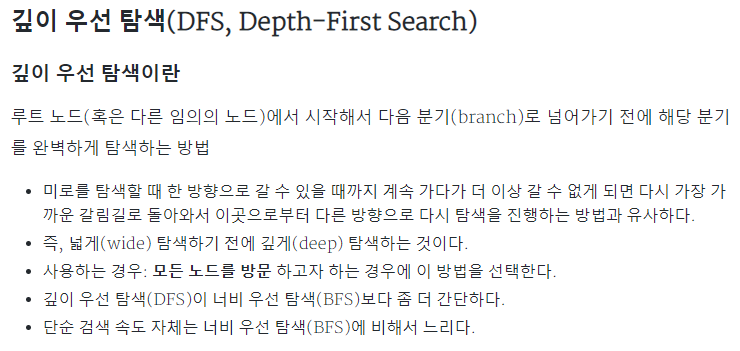 깊이 우선 탐색(DFS, Depth-First Search)
깊이 우선 탐색이란
루트 노드(혹은 다른 임의의 노드)에서 시작해서 다음 분기(branch)로 넘어가기 전에 해당 분기
를 완벽하게 탐색하는 방법
• 미로를 탐색할 때 한 방향으로 갈 수 있을 때까지 계속 가다가 더 이상 갈 수 없게 되면 다시 가장 가
까운 갈림길로 돌아와서 이곳으로부터 다른 방향으로 다시 탐색을 진행하는 방법과 유사하다.
• 즉, 넓게(wide) 탐색하기 전에 깊게(deep) 탐색하는 것이다.
• 사용하는 경우: 모든 노드를 방문 하고자 하는 경우에 이 방법을 선택한다.
• 깊이 우선 탐색(DFS)이 너비 우선 탐색(BFS)보다 좀 더 간단하다.
• 단순 검색 속도 자체는 너비 우선 탐색(BFS)에 비해서 느리다.